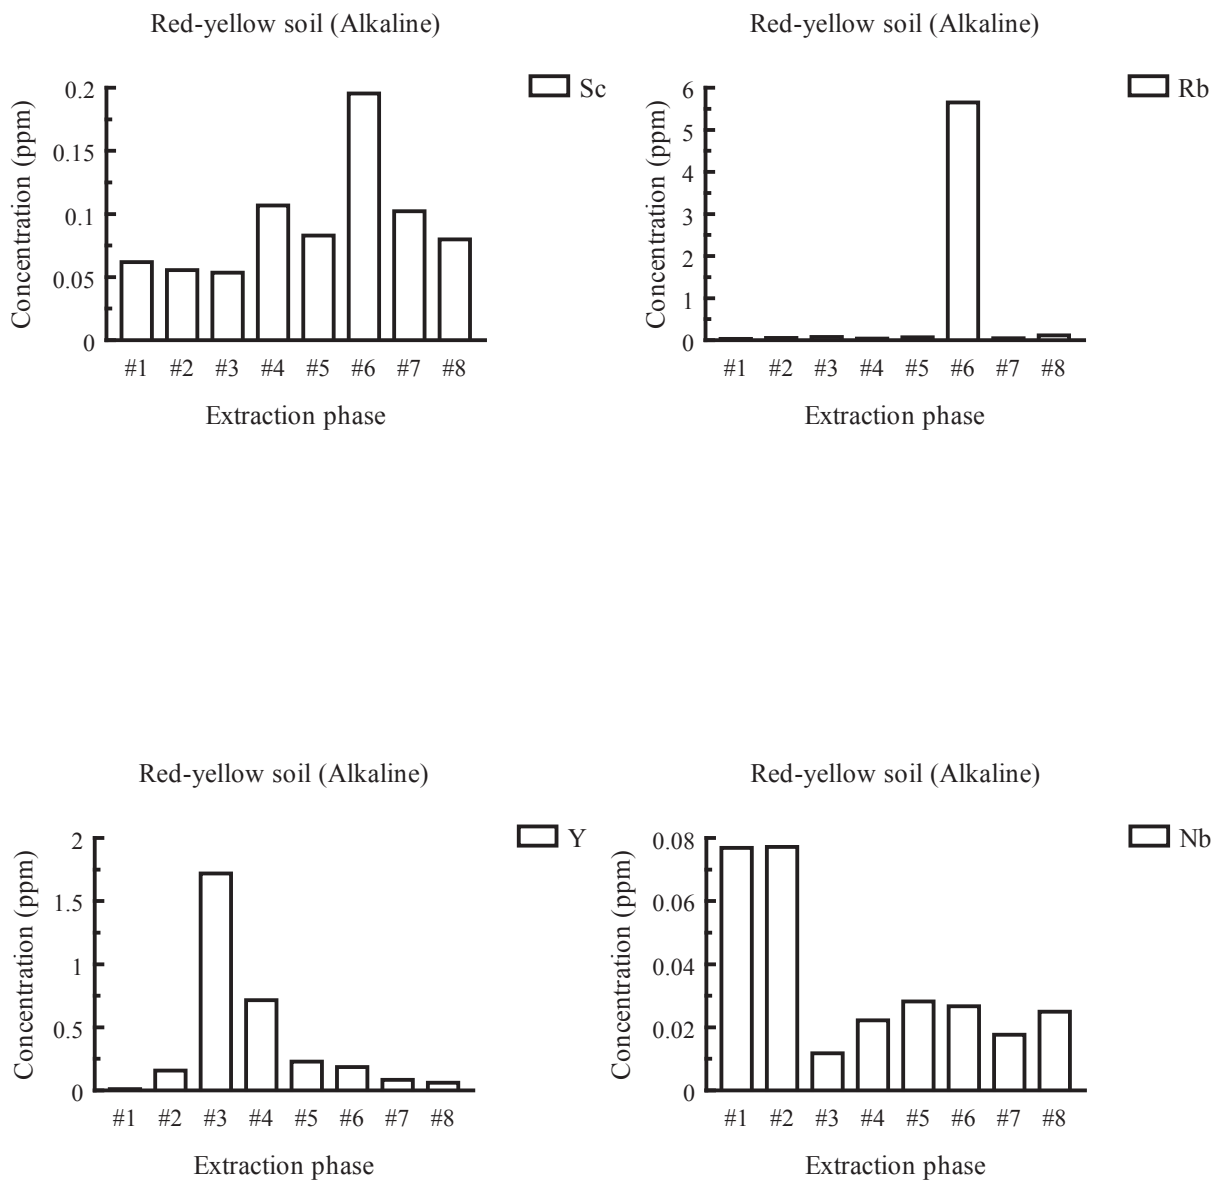 Red-yellow soil (Alkaline)
Sc
Concentration (ppm)
0.2
0.15
0.1
0.05
0
#1 #2 #3 #4 #5 #6 #7 #8
Extraction phase
Red-yellow soil (Alkaline)
Rb
Concentration (ppm)
6
5
4
3
2
1
0
#1 #2 #3 #4 #5 #6 #7 #8
Extraction phase
Red-yellow soil (Alkaline)
Y
Concentration (ppm)
2
1.5
1
0.5
0
#1 #2 #3 #4 #5 #6 #7 #8
Extraction phase
Red-yellow soil (Alkaline)
Nb
Concentration (ppm)
0.08
0.06
0.04
0.02
0
#1 #2 #3 #4 #5 #6 #7 #8
Extraction phase